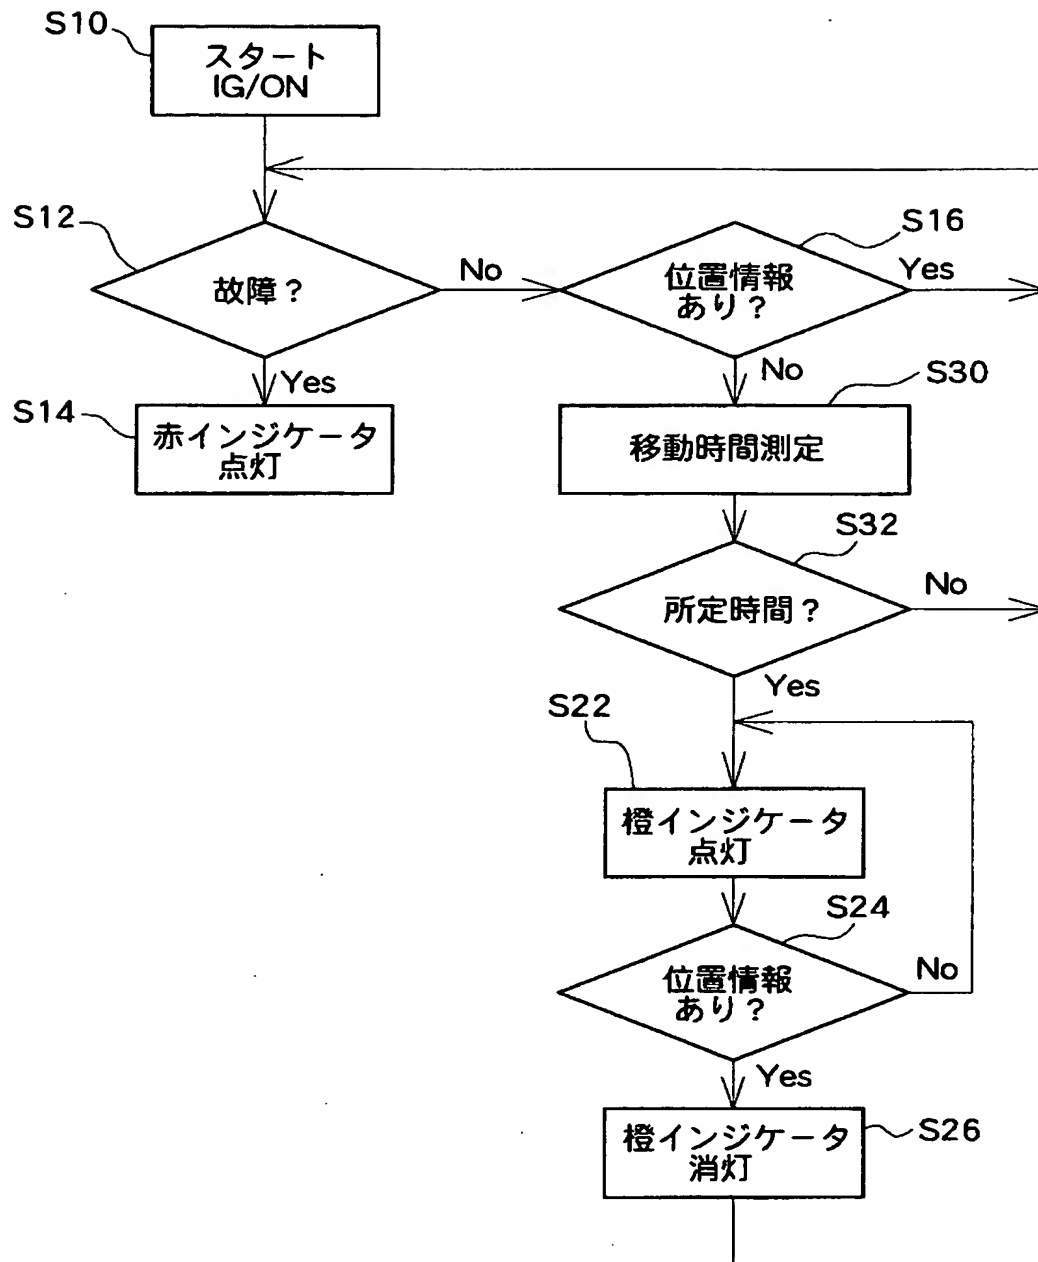 S10
スタート
IG/ON
S12
故障？
No
S16
位置情報
あり？
Yes
Yes
No
S14
赤インジケータ
点灯
S30
移動時間測定
S32
所定時間？
No
Yes
S22
橙インジケータ
点灯
S24
位置情報
あり？
No
Yes
S26
橙インジケータ
消灯